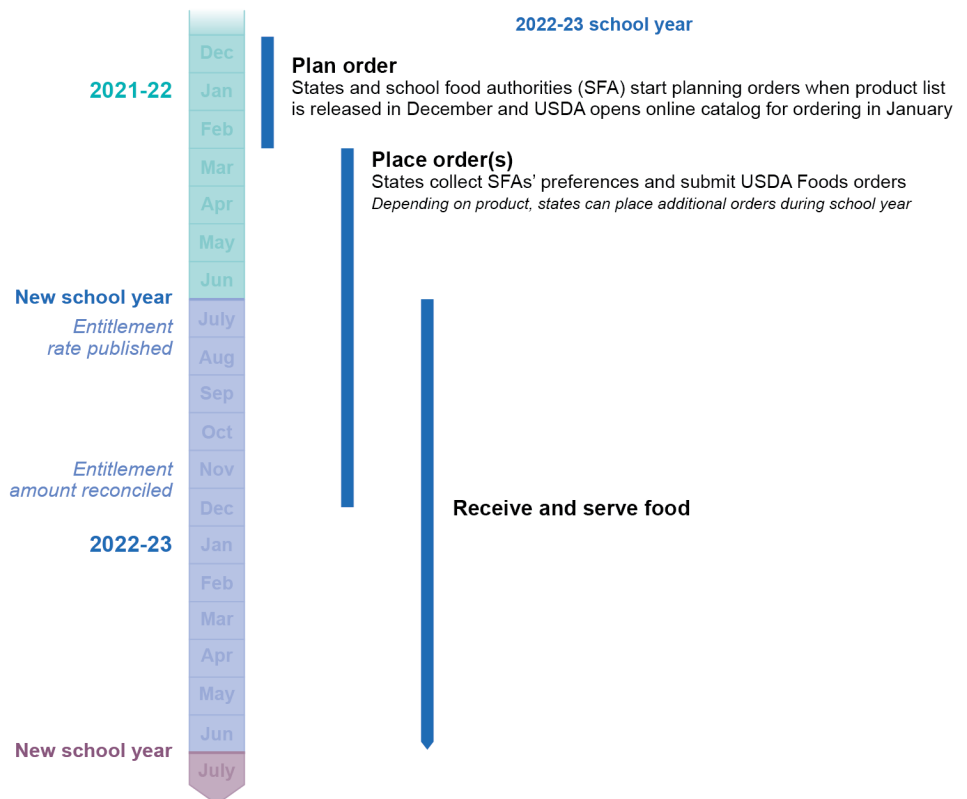 2022-23 school year
Dec
Plan order
States and school food authorities (SFA) start planning orders when product list
is released in December and USDA opens online catalog for ordering in January
2021-22
Jan
Feb
Place order(s)
States collect SFAs' preferences and submit USDA Foods orders
Depending on product, states can place additional orders during school year
Mar
Apr
May
Jun
New school year
Entitlement
rate published
July
Aug
Sep
Oct
Entitlement
amount reconciled
Nov
Dec
Receive and serve food
2022-23
Jan
Feb
Mar
Apr
May
Jun
New school year
July